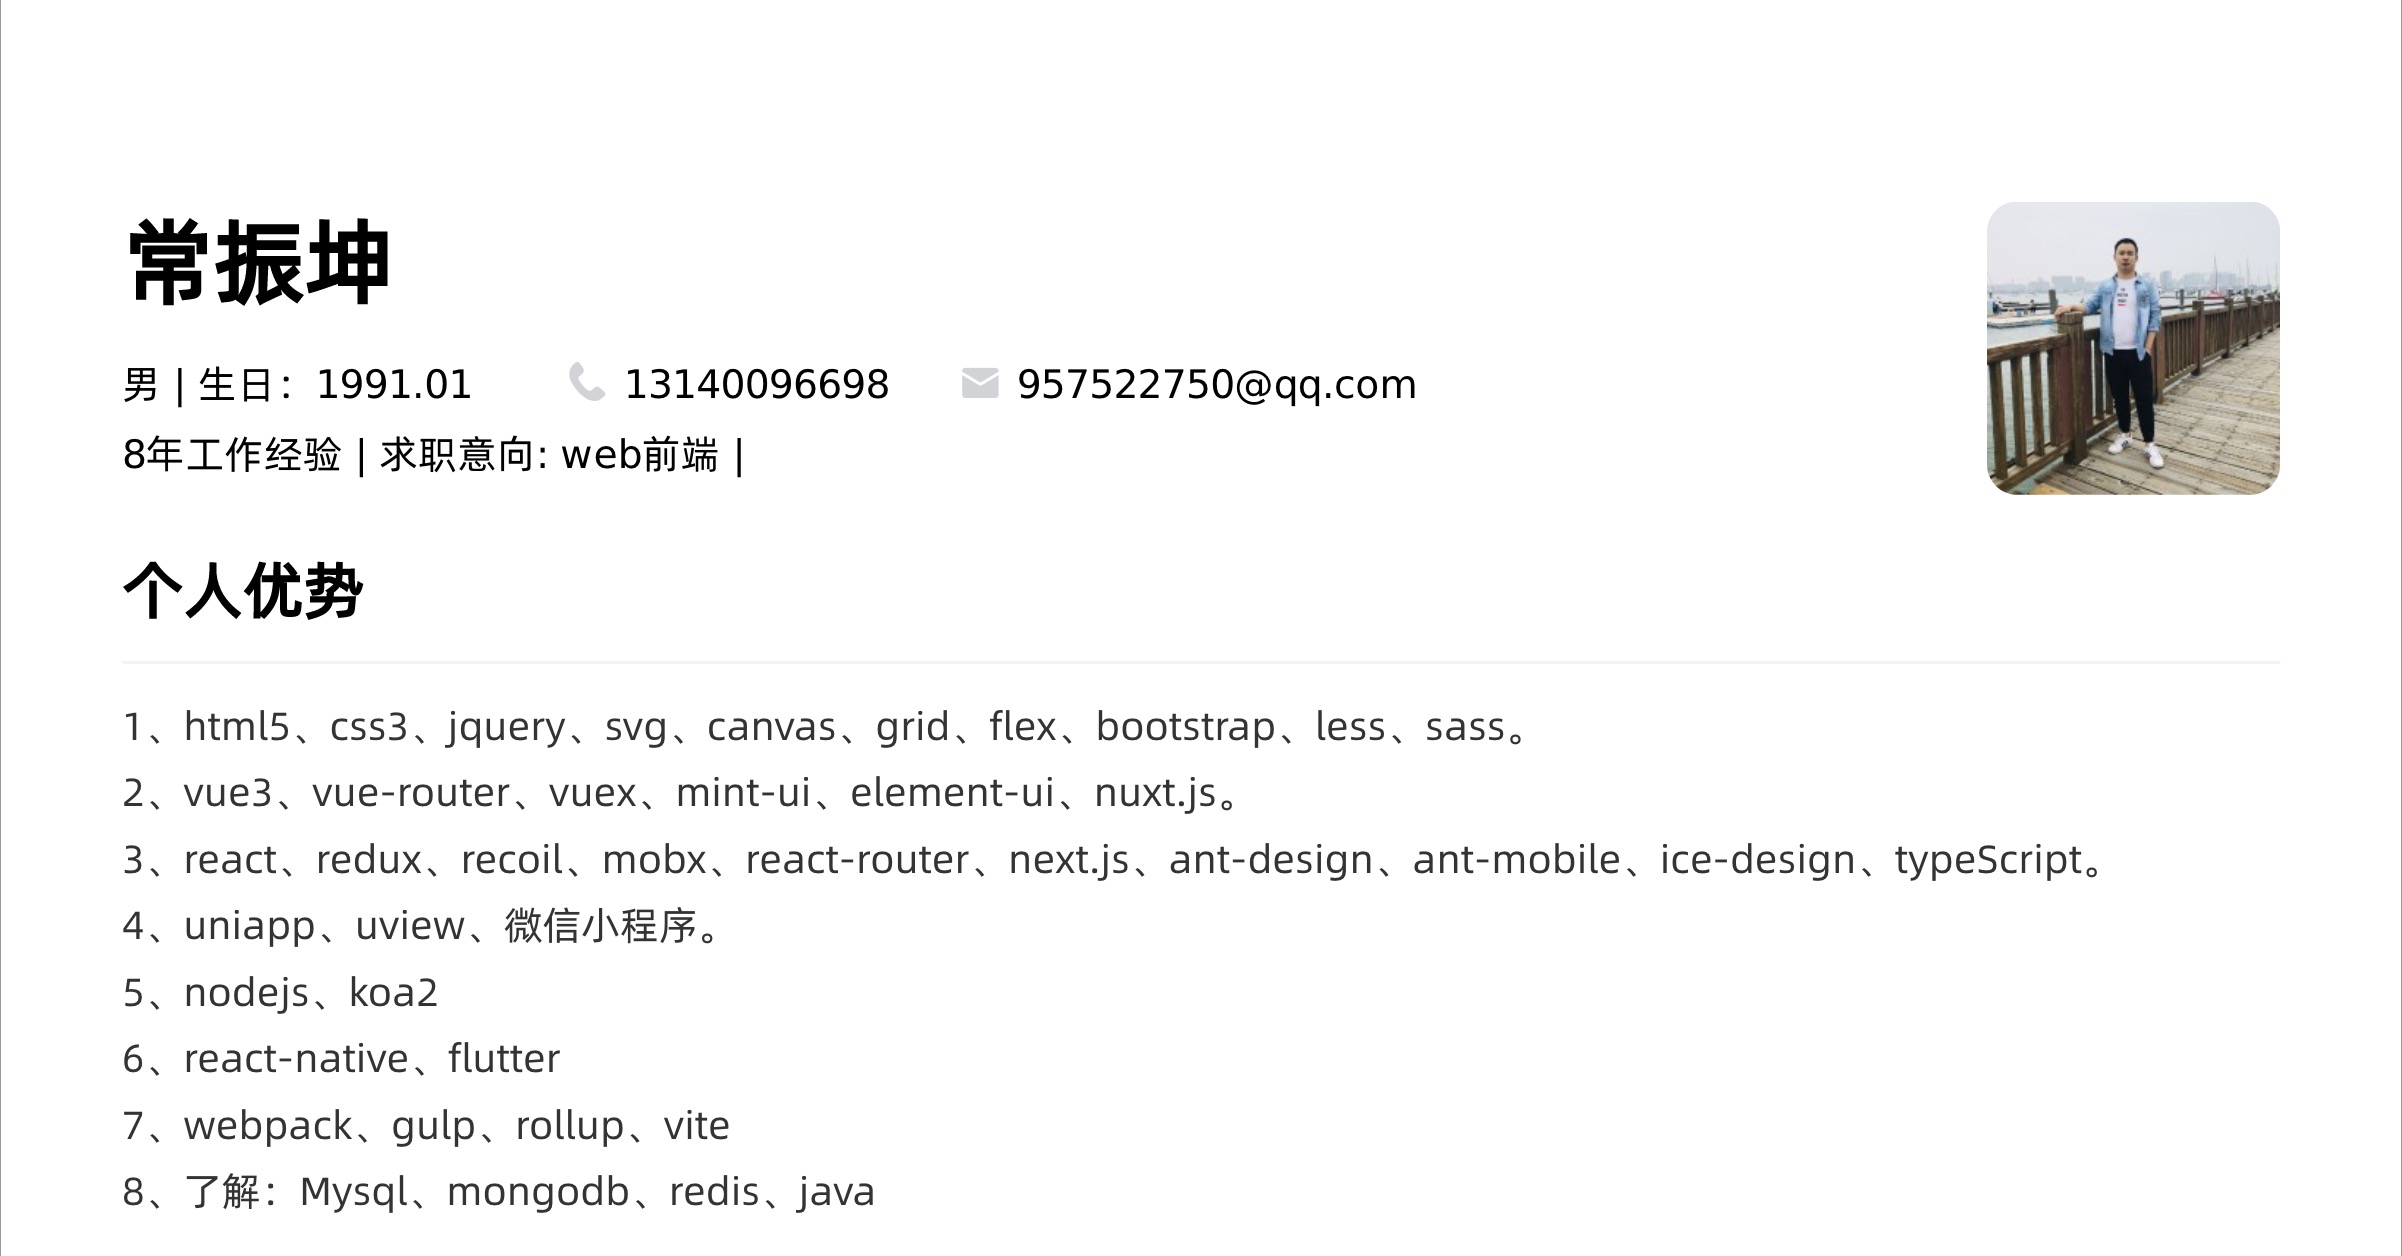 常振坤
男 | 生日：1991.01 13140096698 957522750@qq.com
8年工作经验 | 求职意向: web前端 |
个人优势
1、html5、css3、jquery、svg、canvas、grid、flex、bootstrap、less、sass。
2、vue3、vue-router、vuex、mint-ui、element-ui、nuxt.js。
3、react、redux、recoil、mobx、react-router、next.js、ant-design、ant-mobile、ice-design、typeScript。
4、uniapp、uview、微信小程序。
5、nodejs、koa2
6、react-native、flutter
7、webpack、gulp、rollup、vite
8、了解：Mysql、mongodb、redis、java